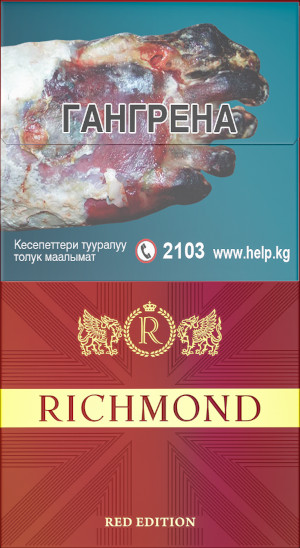 ГАНГРЕНА
Кесепеттери тууралуу
толук маалымат
2103 www.help.kg
R
RICHMOND
RED EDITION